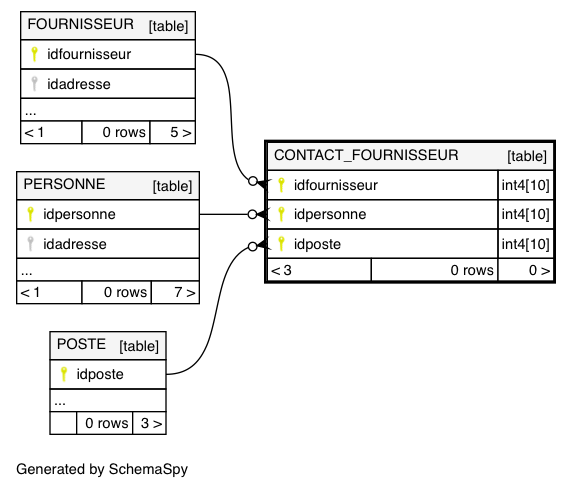 FOURNISSEUR [table]
idfournisseur
idadresse
...
< 1 0 rows 5 >
PERSONNE [table]
idpersonne
idadresse
...
< 1 0 rows 7 >
POSTE [table]
idposte
...
0 rows 3 >
CONTACT_FOURNISSEUR [table]
idfournisseur int4[10]
idpersonne int4[10]
idposte int4[10]
< 3 0 rows 0 >
Generated by SchemaSpy